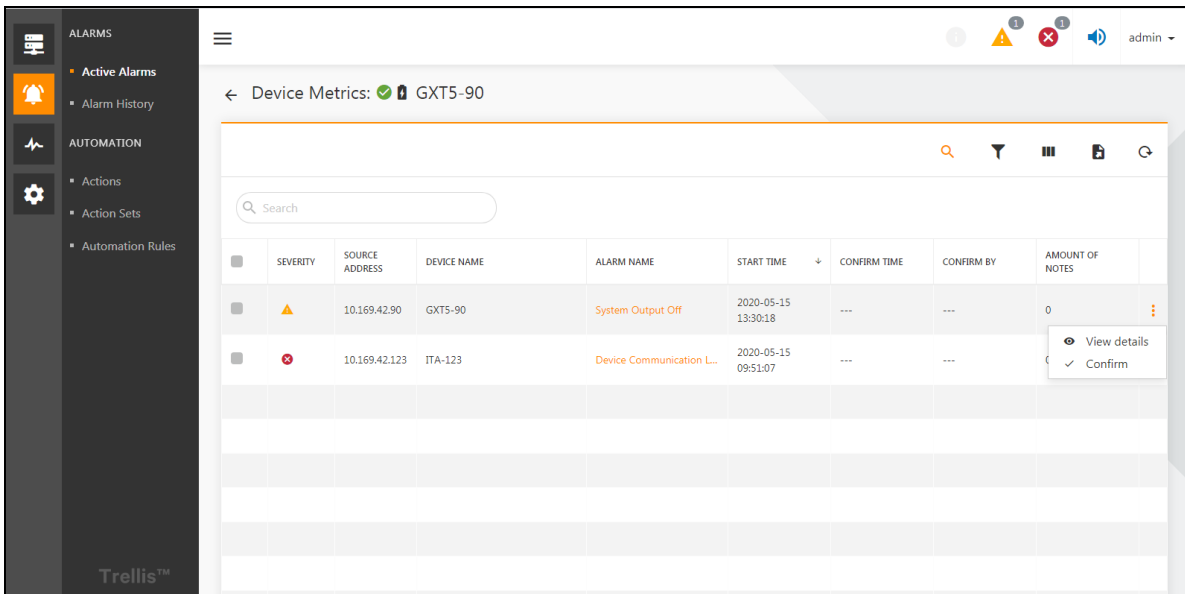 ALARMS
Active Alarms
Alarm History
AUTOMATION
Actions
Action Sets
Automation Rules
Trellis™
1
1
admin
Device Metrics: GXT5-90
Search
SEVERITY
SOURCE
ADDRESS
DEVICE NAME
ALARM NAME
START TIME
CONFIRM TIME
CONFIRM BY
AMOUNT OF
NOTES
10.169.42.90
GXT5-90
System Output Off
2020-05-15
13:30:18
---
---
0
10.169.42.123
ITA-123
Device Communication L...
2020-05-15
09:51:07
---
---
View details
Confirm